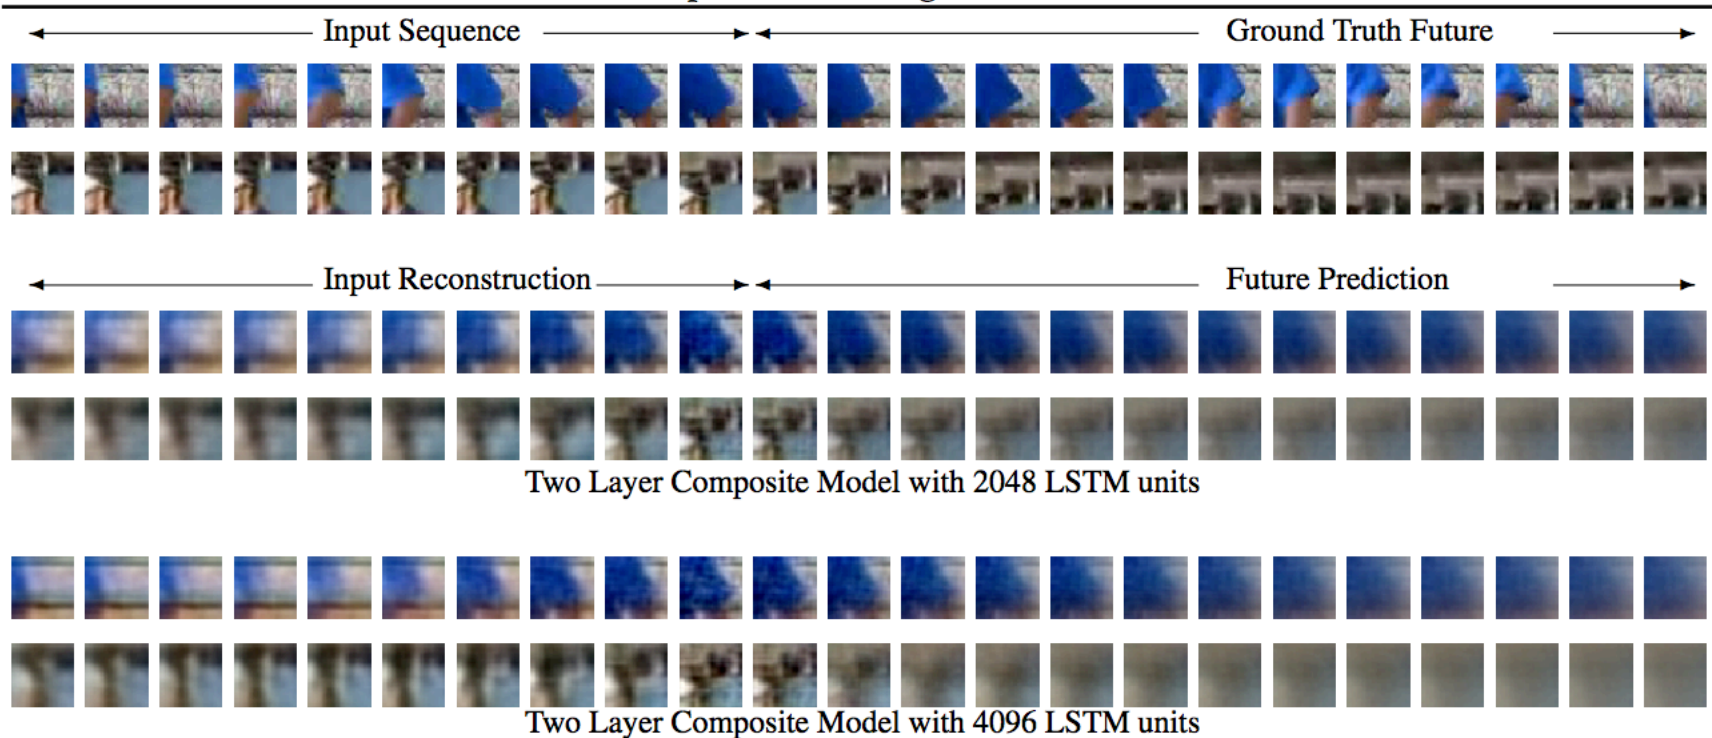 Input Sequence
Ground Truth Future
Input Reconstruction
Future Prediction
Two Layer Composite Model with 2048 LSTM units
Two Layer Composite Model with 4096 LSTM units